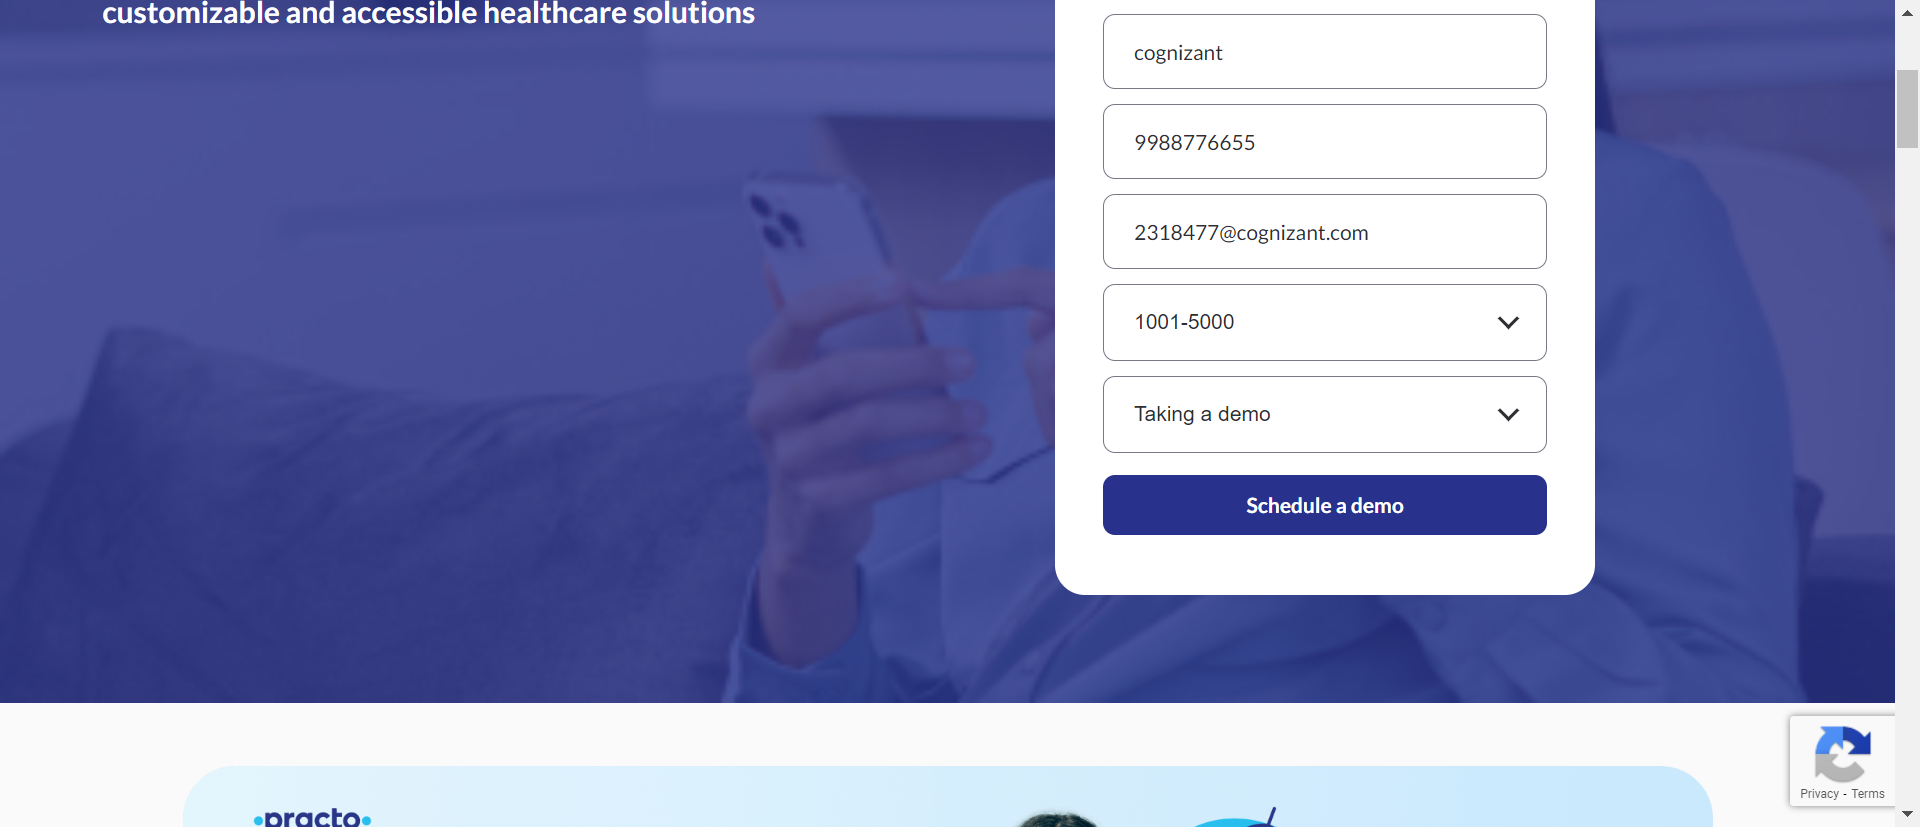 customizable and accessible healthcare solutions
cognizant
9988776655
2318477@cognizant.com
1001-5000
Taking a demo
Schedule a demo
Privacy - Terms
practo